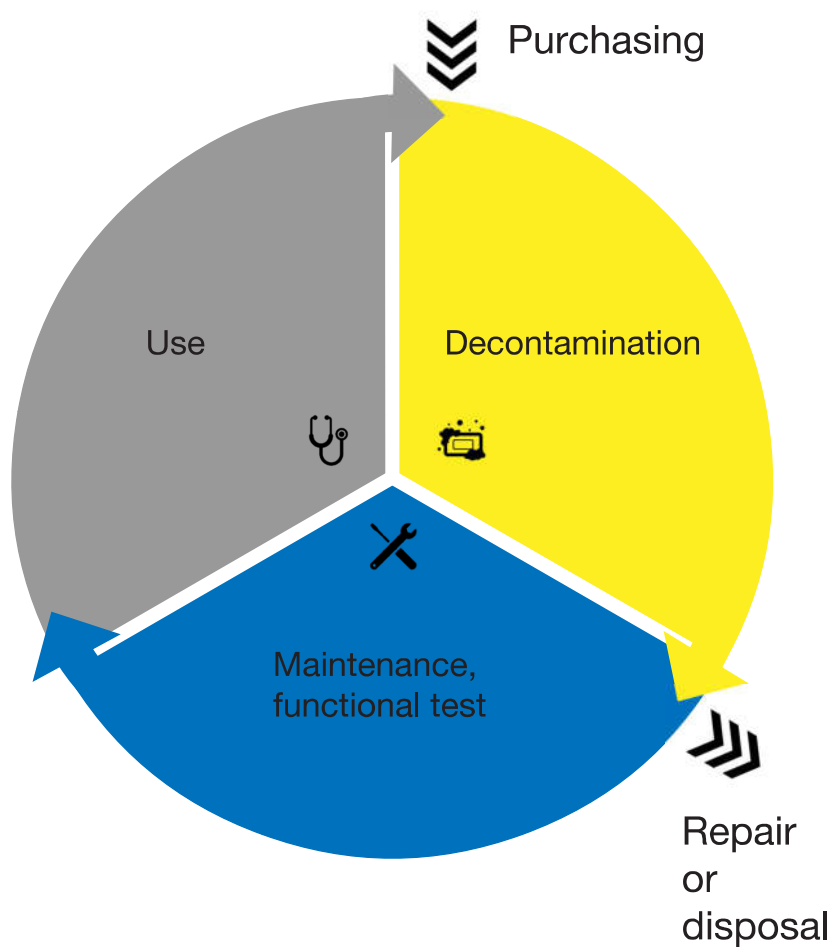 Purchasing
Use
Decontamination
Maintenance,
functional test
Repair
or
disposal